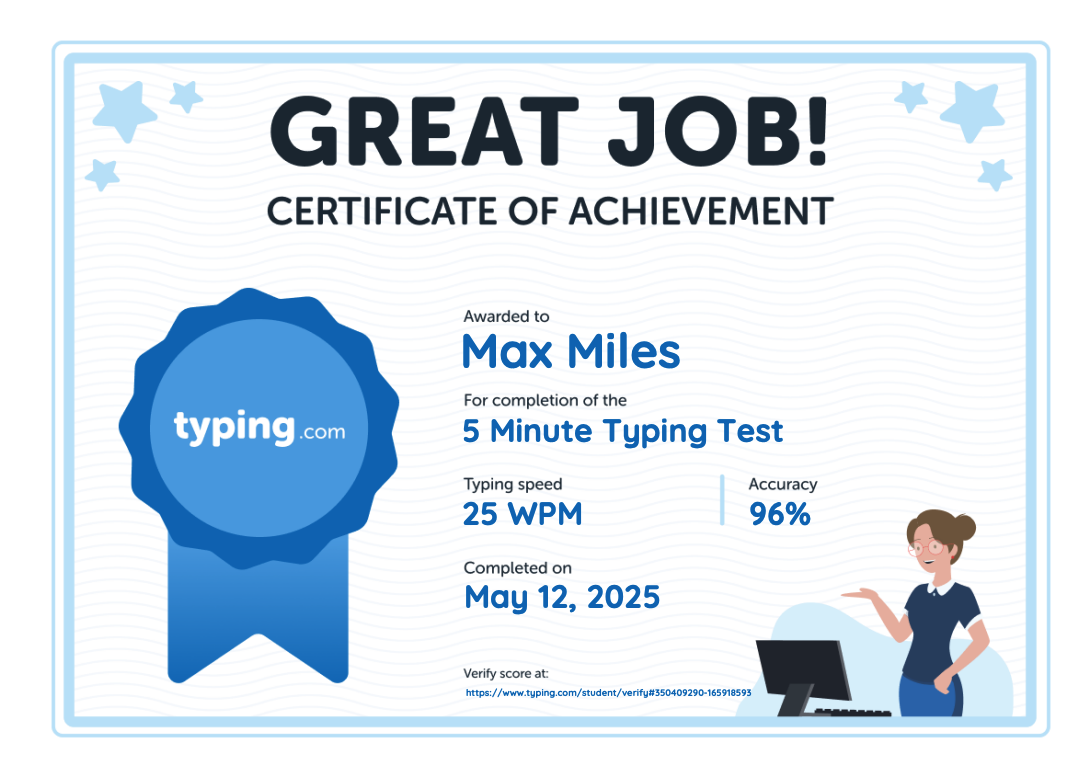 GREAT JOB!
CERTIFICATE OF ACHIEVEMENT
typing.com
Awarded to
Max Miles
For completion of the
5 Minute Typing Test
Typing speed
25 WPM
Accuracy
96%
Completed on
May 12, 2025
Verify score at:
https://www.typing.com/student/verify#350409290-165918593